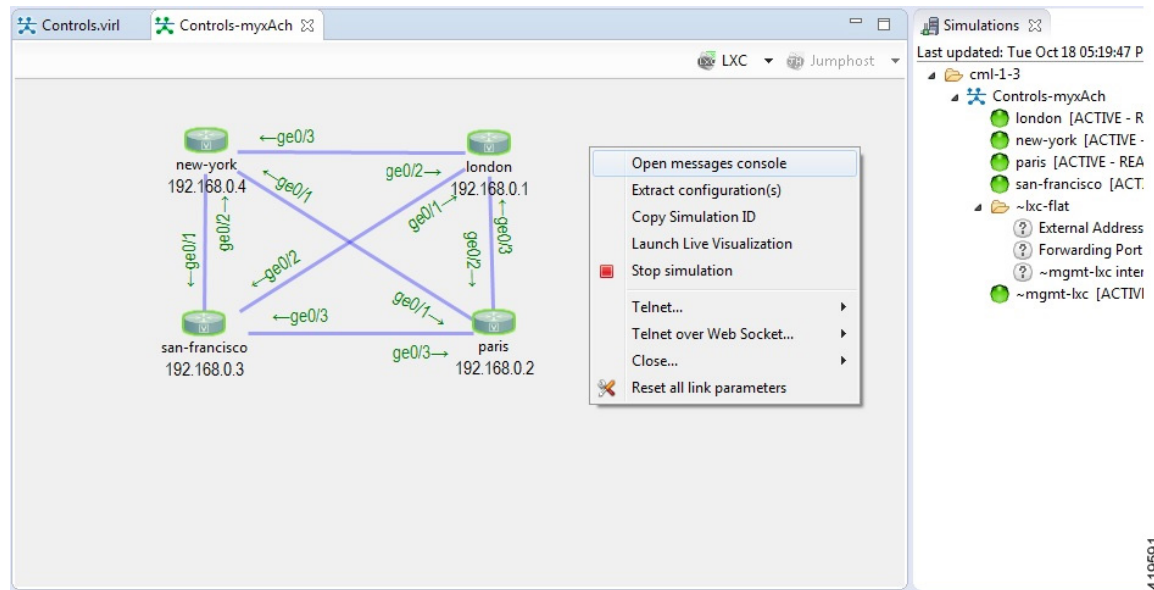 Controls.virl
Controls-myxAch
LXC
Jumphost
←ge0/3
new-york
192.168.0.4
ge0/2→
london
192.168.0.1
←ge0/1
ge0/1→
←ge0/3
ge0/2→
←ge0/1
ge0/2→
←ge0/2
ge0/1→
←ge0/3
san-francisco
192.168.0.3
ge0/3→
paris
192.168.0.2
Open messages console
Extract configuration(s)
Copy Simulation ID
Launch Live Visualization
Stop simulation
Telnet...
Telnet over Web Socket...
Close...
Reset all link parameters
Simulations
Last updated: Tue Oct 18 05:19:47 P
cml-1-3
Controls-myxAch
london [ACTIVE - R
new-york [ACTIVE -
paris [ACTIVE - REA
san-francisco [ACT
~lxc-flat
External Address
Forwarding Port
~mgmt-lxc inter
~mgmt-lxc [ACTIV
419591